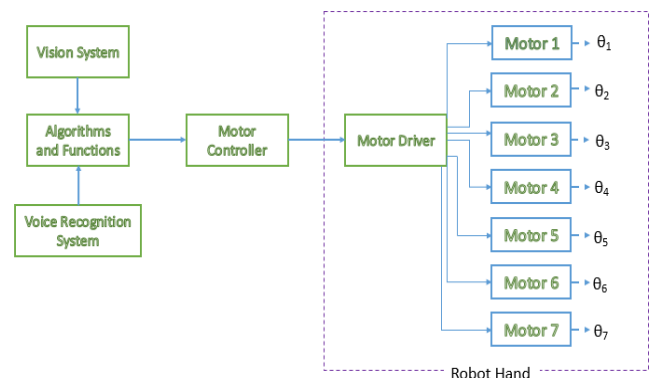 Vision System
Algorithms
and Functions
Voice Recognition
System
Motor
Controller
Motor Driver
Motor 1
θ1
Motor 2
θ2
Motor 3
θ3
Motor 4
θ4
Motor 5
θ5
Motor 6
θ6
Motor 7
θ7
Robot Hand